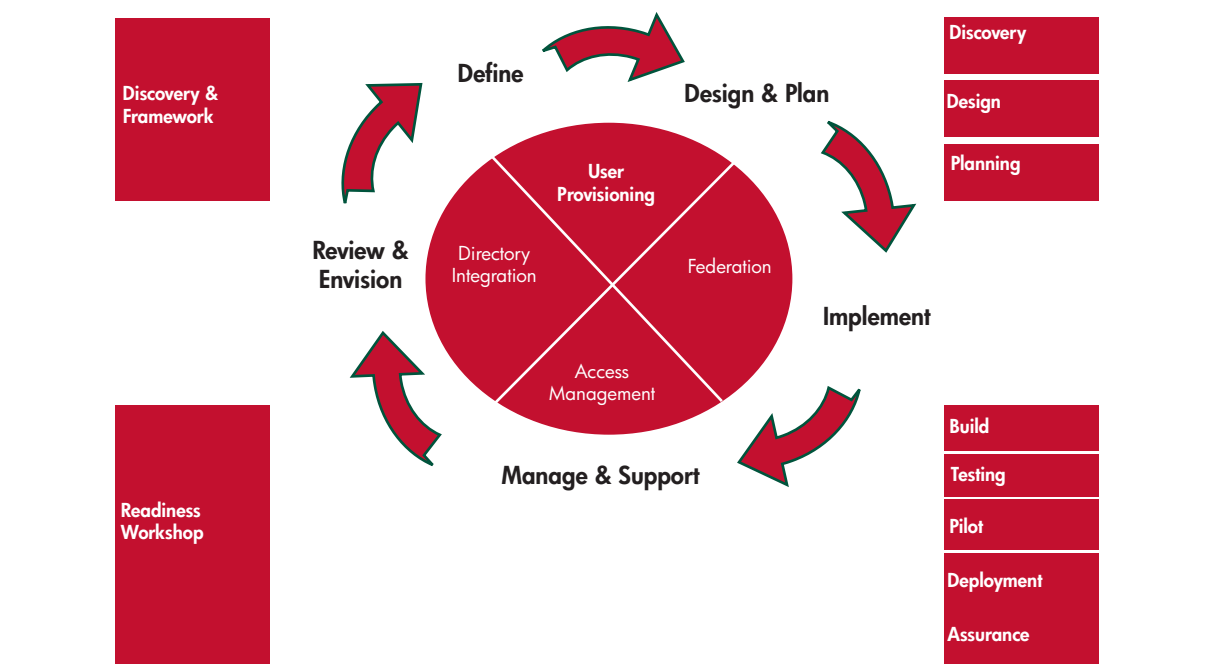 Discovery &
Framework
Define
Design & Plan
Discovery
Design
Planning
User
Provisioning
Directory
Integration
Federation
Access
Management
Review &
Envision
Implement
Manage & Support
Readiness
Workshop
Build
Testing
Pilot
Deployment
Assurance